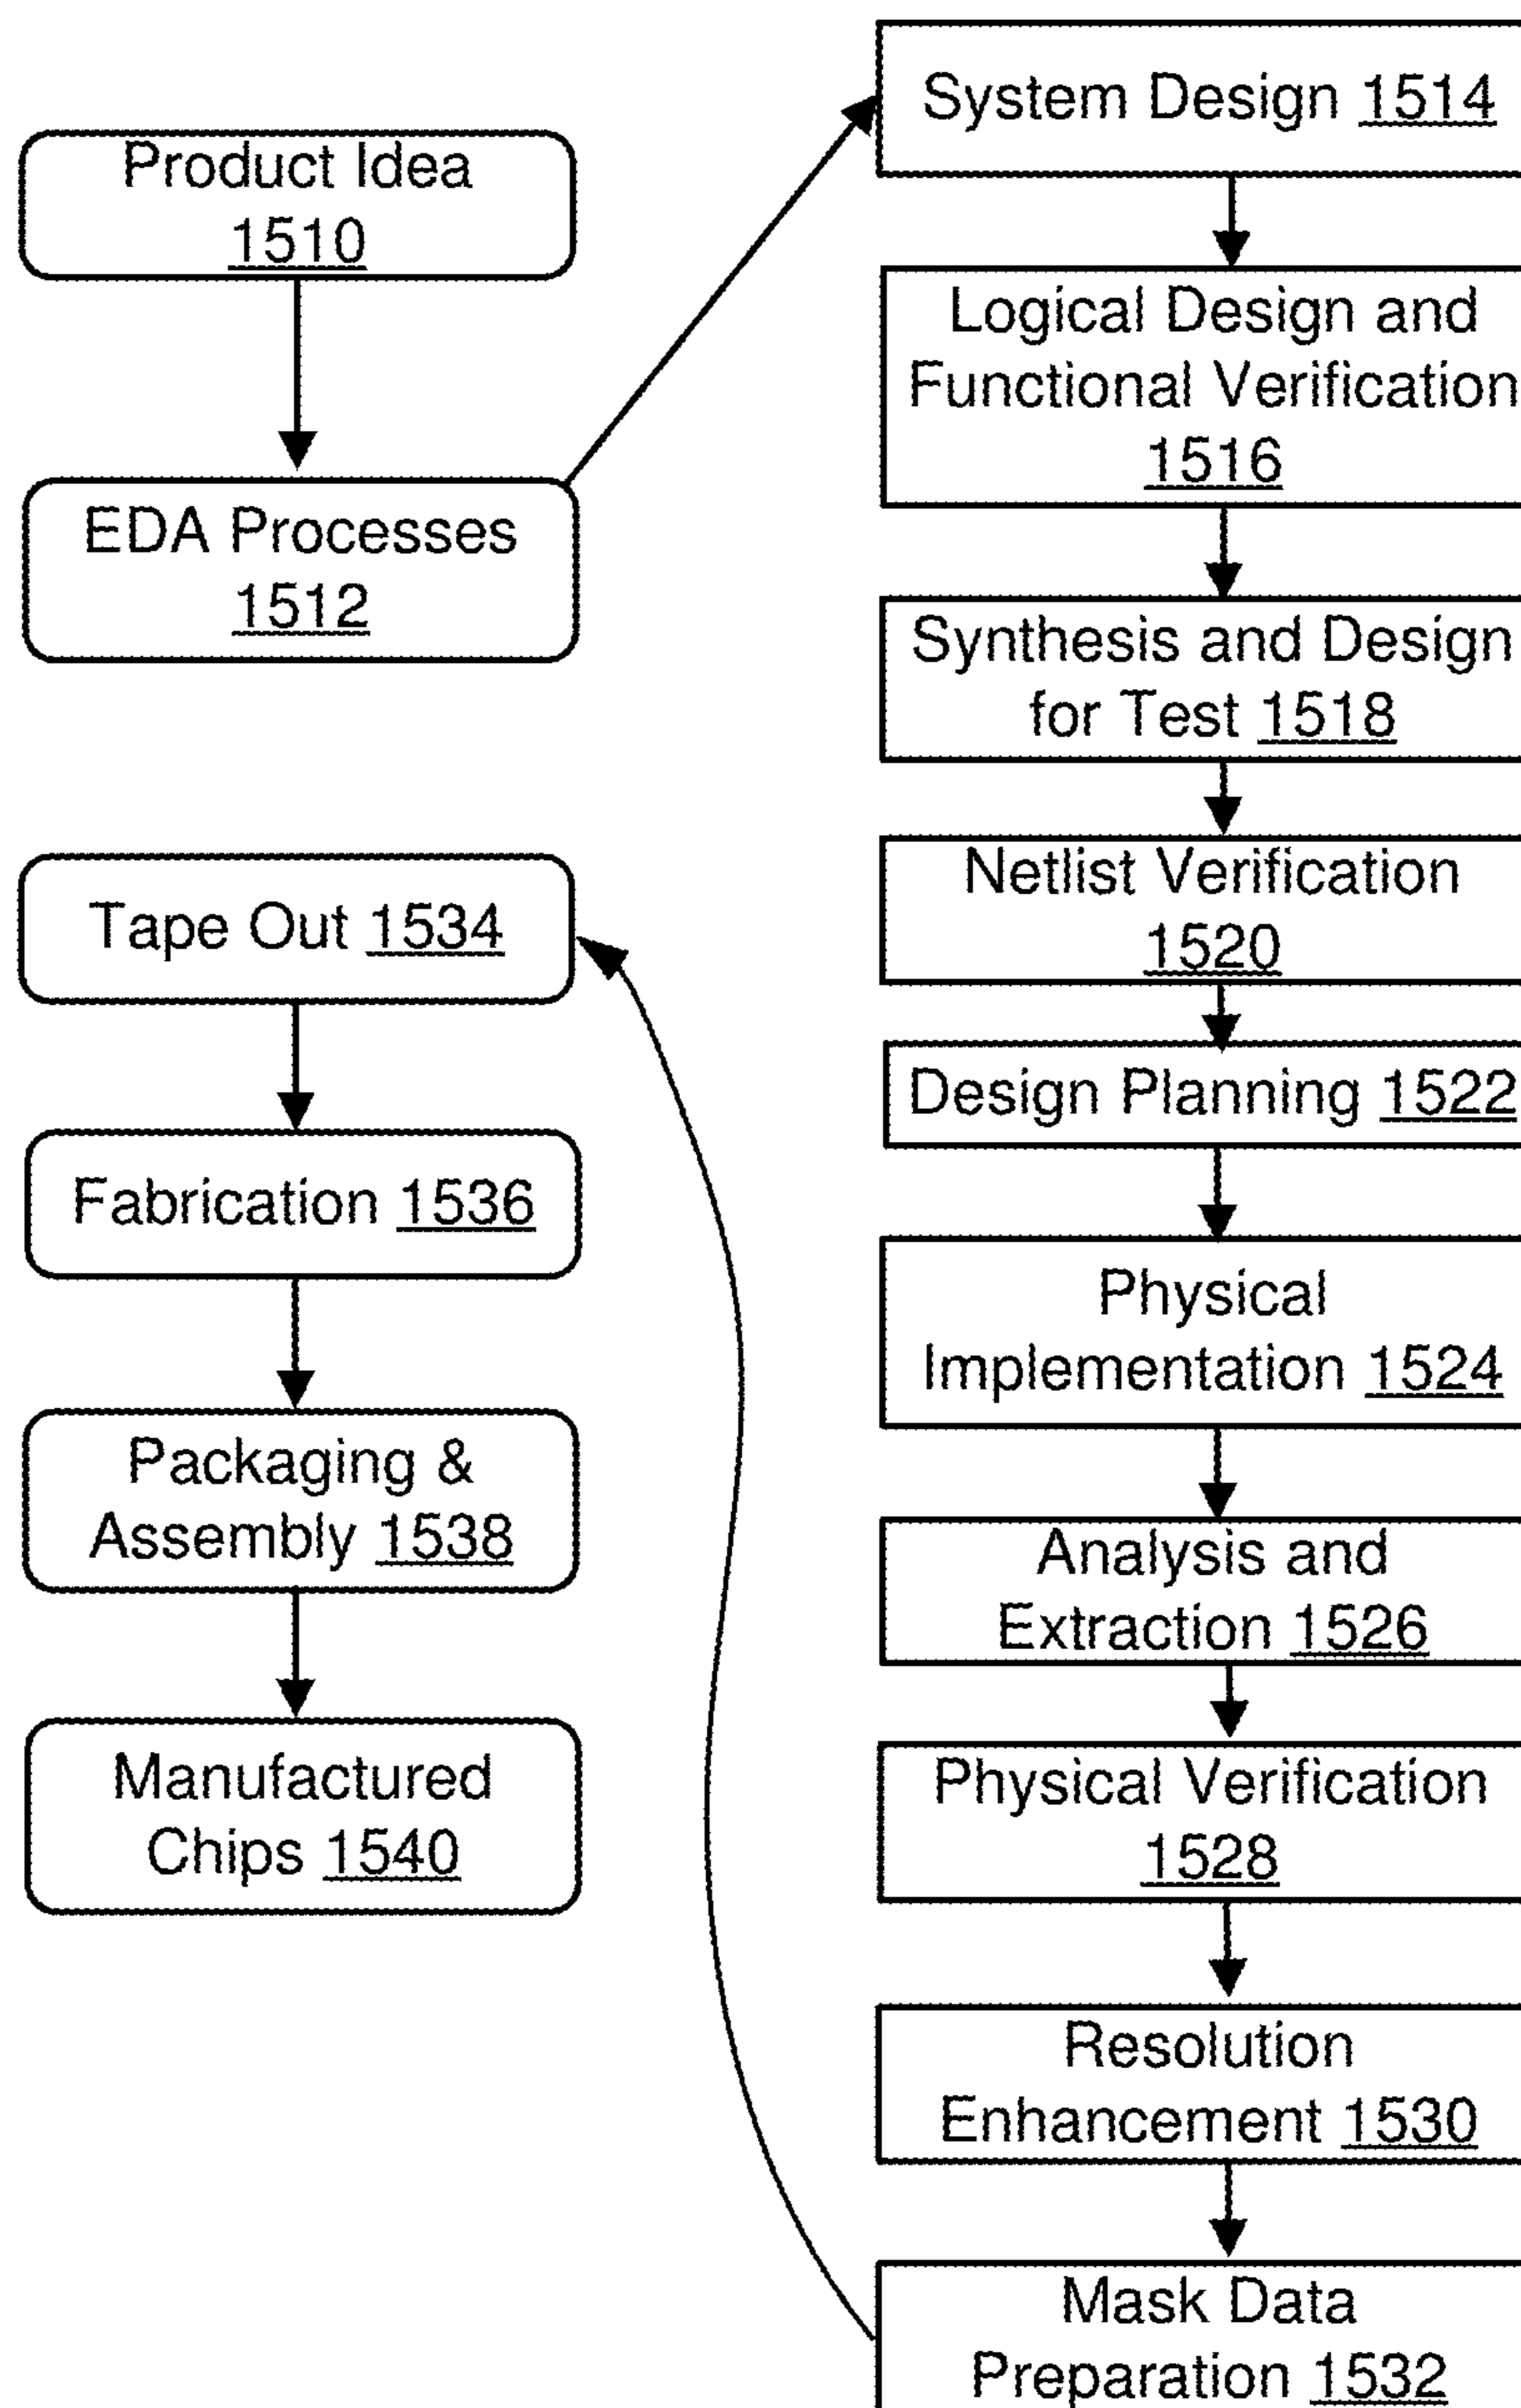 Product Idea
1510
EDA Processes
1512
System Design 1514
Logical Design and
Functional Verification
1516
Synthesis and Design
for Test 1518
Netlist Verification
1520
Design Planning 1522
Physical
Implementation 1524
Analysis and
Extraction 1526
Physical Verification
1528
Resolution
Enhancement 1530
Mask Data
Preparation 1532
Tape Out 1534
Fabrication 1536
Packaging &
Assembly 1538
Manufactured
Chips 1540